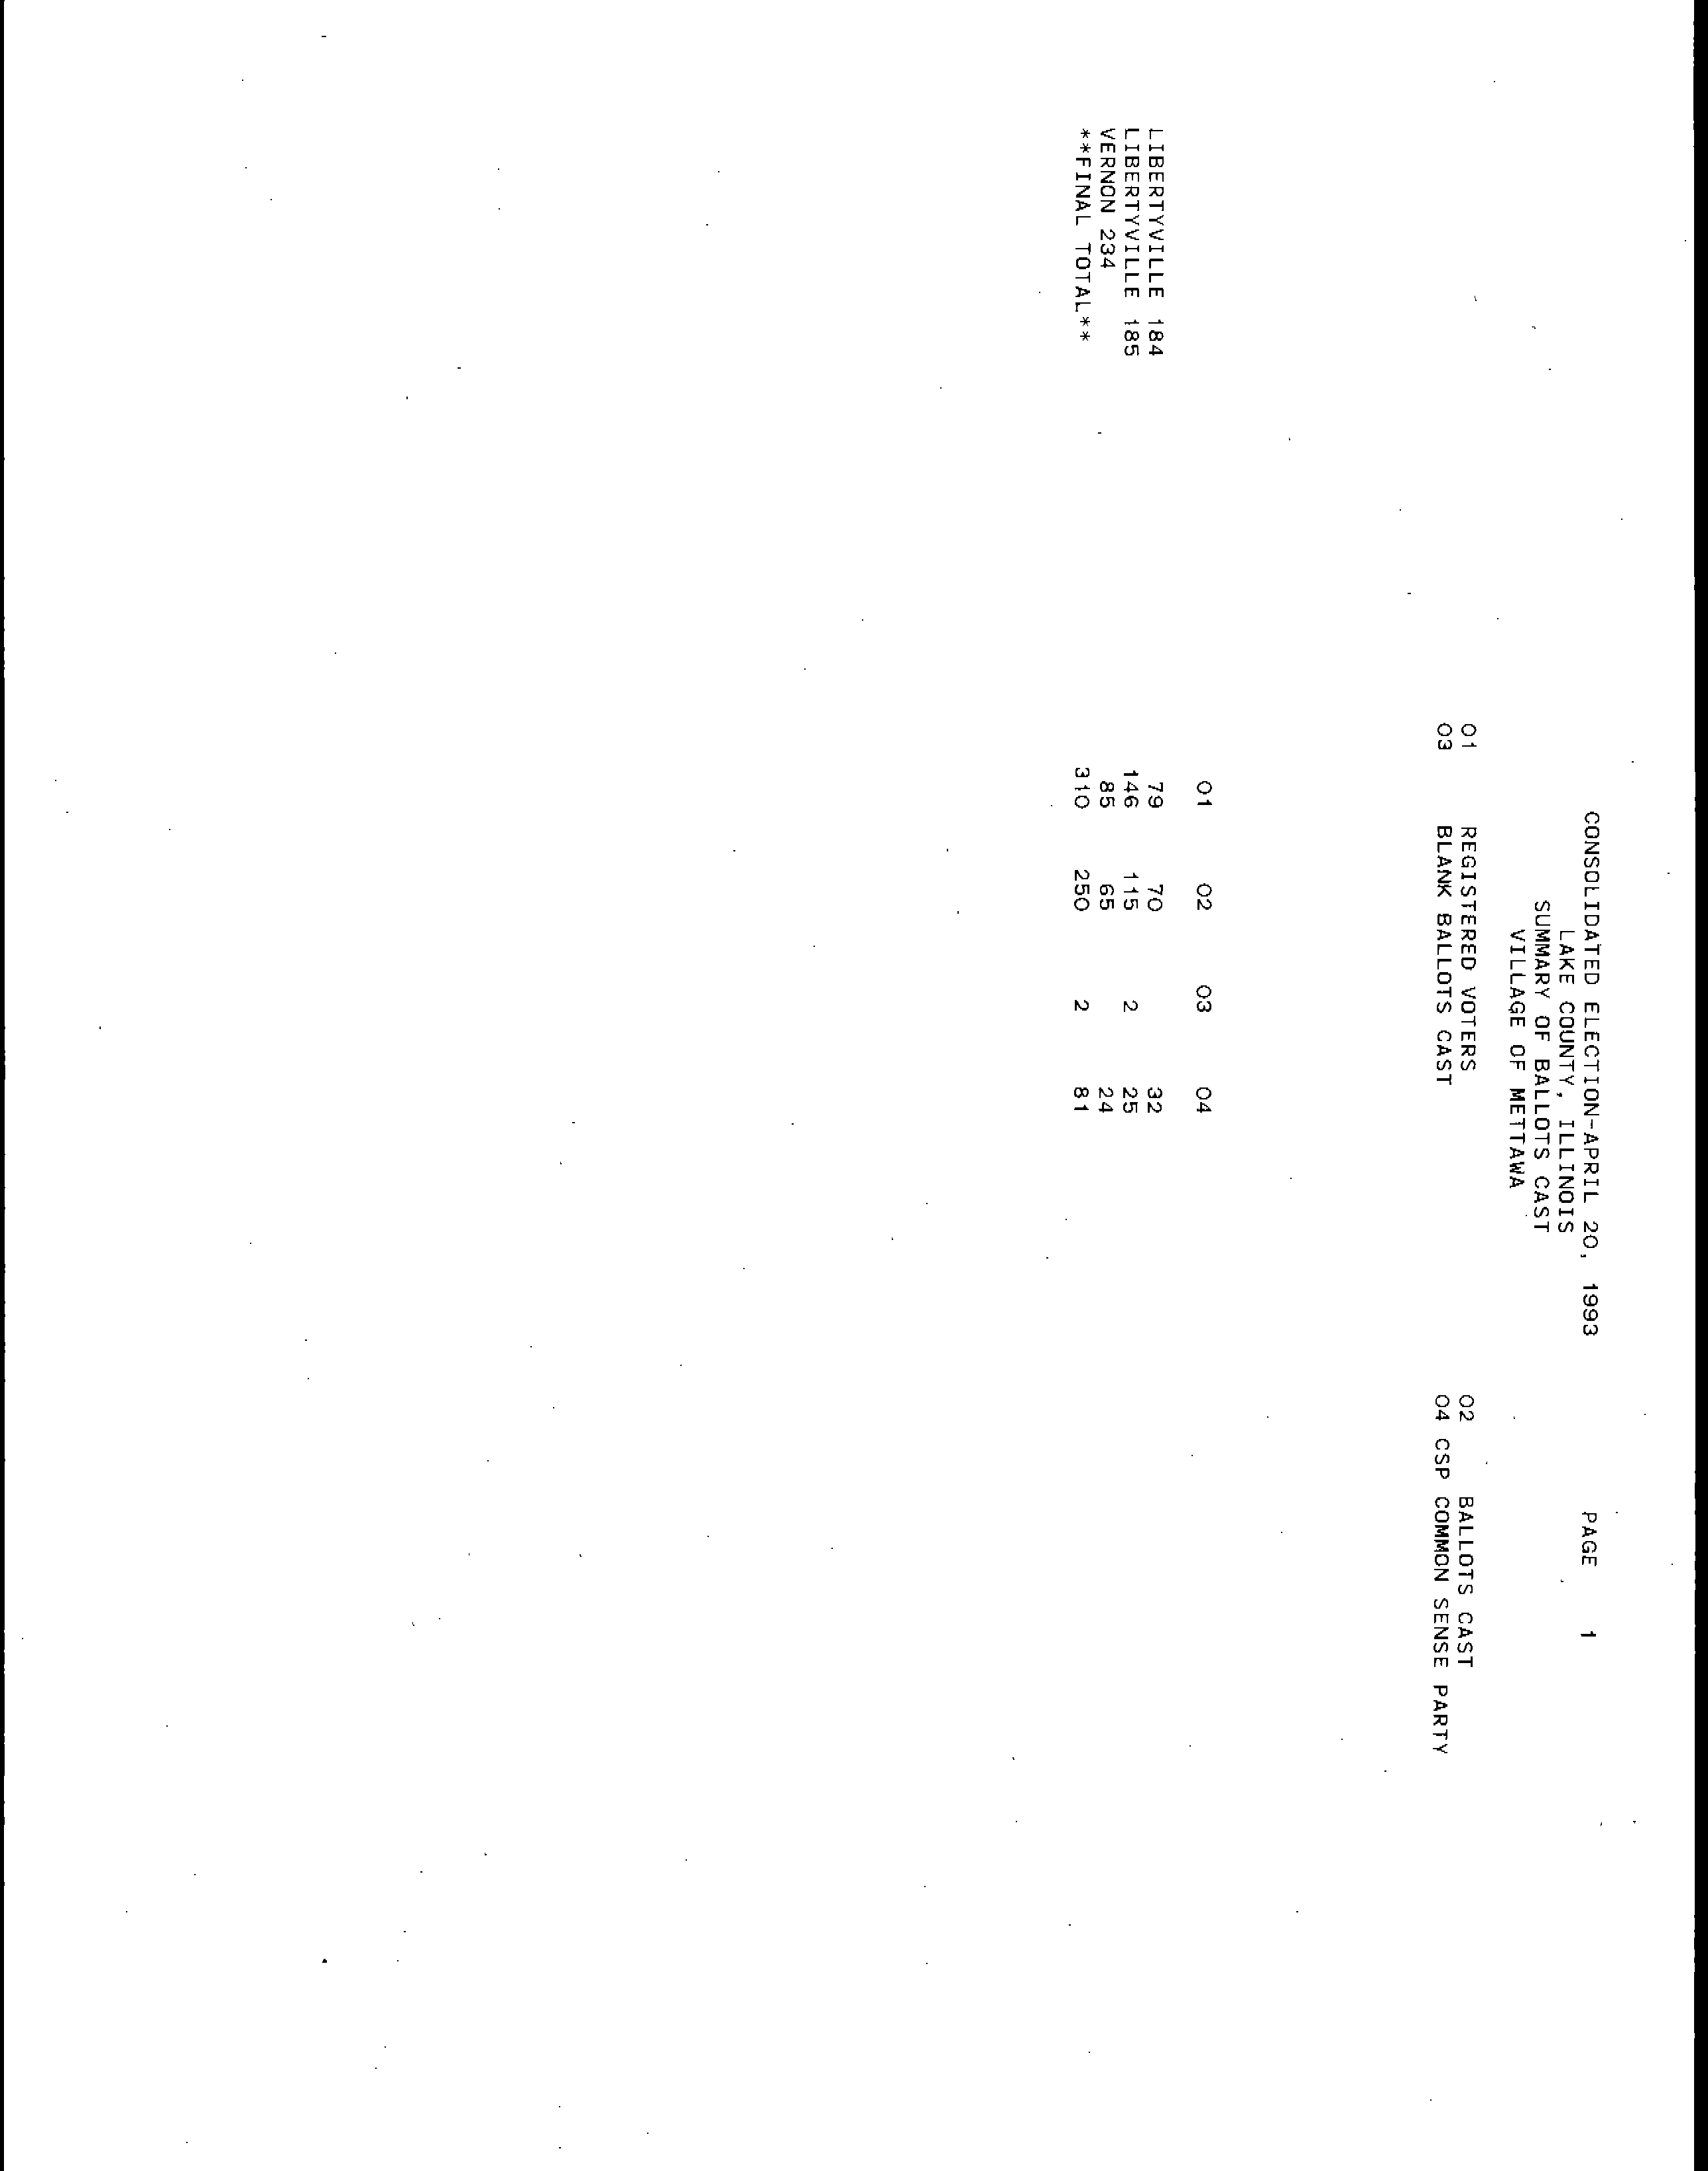 CONSOLIDATED ELECTION-APRIL 20, 1993 PAGE 1
LAKE COUNTY, ILLINOIS
SUMMARY OF BALLOTS CAST
VILLAGE OF METTAWA
01 REGISTERED VOTERS 02 BALLOTS CAST
03 BLANK BALLOTS CAST 04 CSP COMMON SENSE PARTY
01 02 03 04
LIBERTYVILLE 184 79 70 32
LIBERTYVILLE 185 146 115 2 25
VERNON 234 85 65 24
**FINAL TOTAL** 310 250 2 81